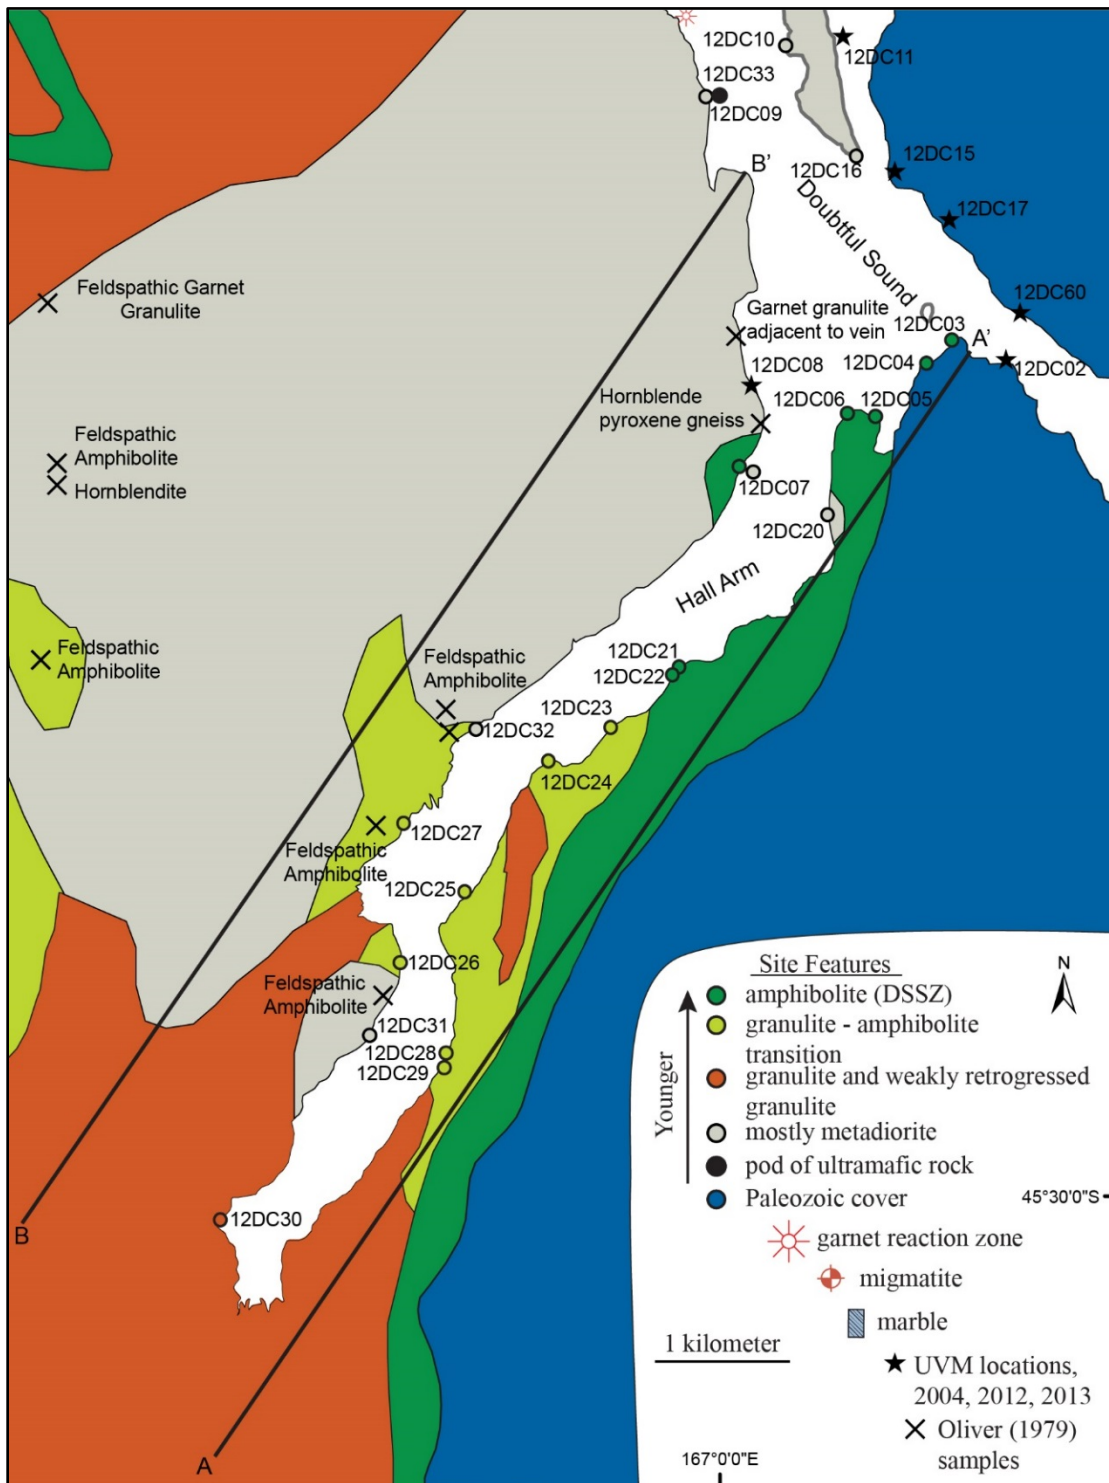 12DC10
12DC11
12DC33
12DC09
12DC16
12DC15
B'
12DC17
Doubtful Sound
Feldspathic Garnet
Granulite
12DC60
Garnet granulite
adjacent to vein
12DC03
A'
12DC04
12DC02
12DC08
12DC06
12DC05
Hornblende
pyroxene gneiss
Feldspathic
Amphibolite
Hornblendite
12DC07
12DC20
Hall Arm
Feldspathic
Amphibolite
Feldspathic
Amphibolite
12DC21
12DC22
12DC23
12DC32
12DC24
12DC27
Feldspathic
Amphibolite
12DC25
12DC26
Feldspathic
Amphibolite
12DC31
12DC28
12DC29
12DC30
B
A
Site Features
N
Younger
amphibolite (DSSZ)
granulite - amphibolite
transition
granulite and weakly retrogressed
granulite
mostly metadiorite
pod of ultramafic rock
Paleozoic cover
45°30'0"S
garnet reaction zone
migmatite
marble
1 kilometer
UVM locations,
2004, 2012, 2013
Oliver (1979)
samples
167°0'0"E